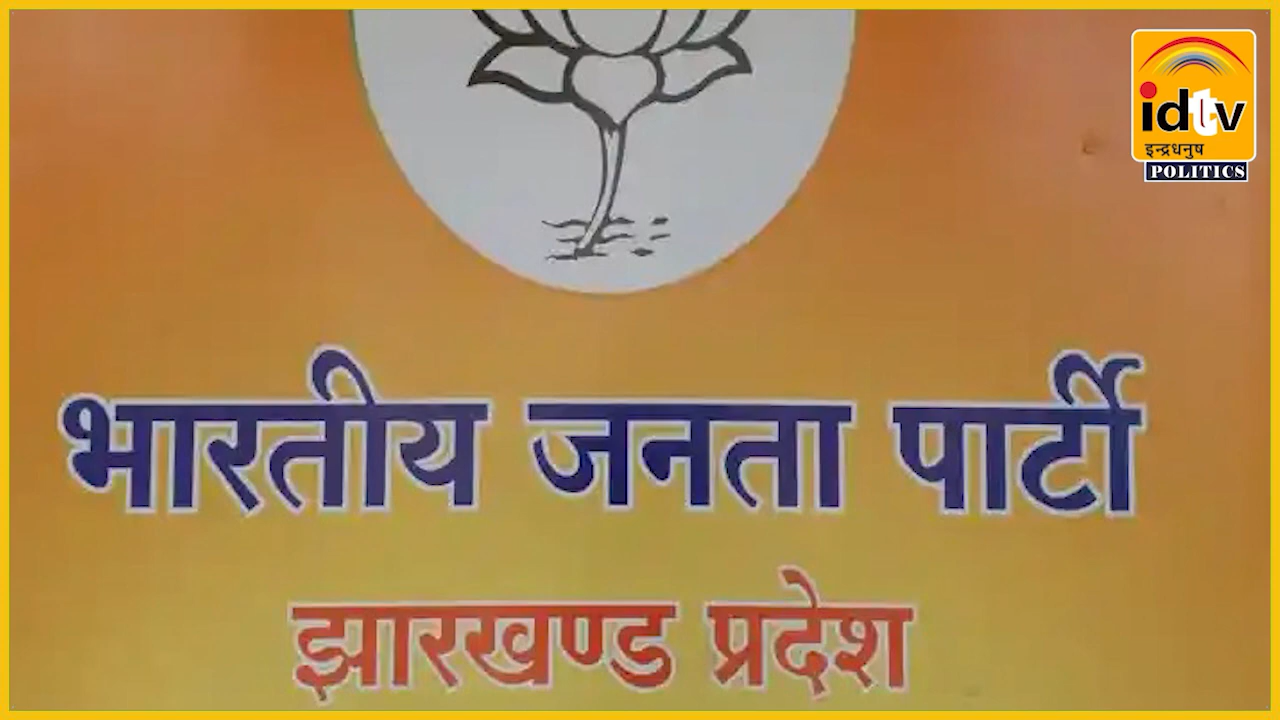 idtv
इन्द्रधनुष
POLITICS
भारतीय जनता पार्टी
झारखण्ड प्रदेश